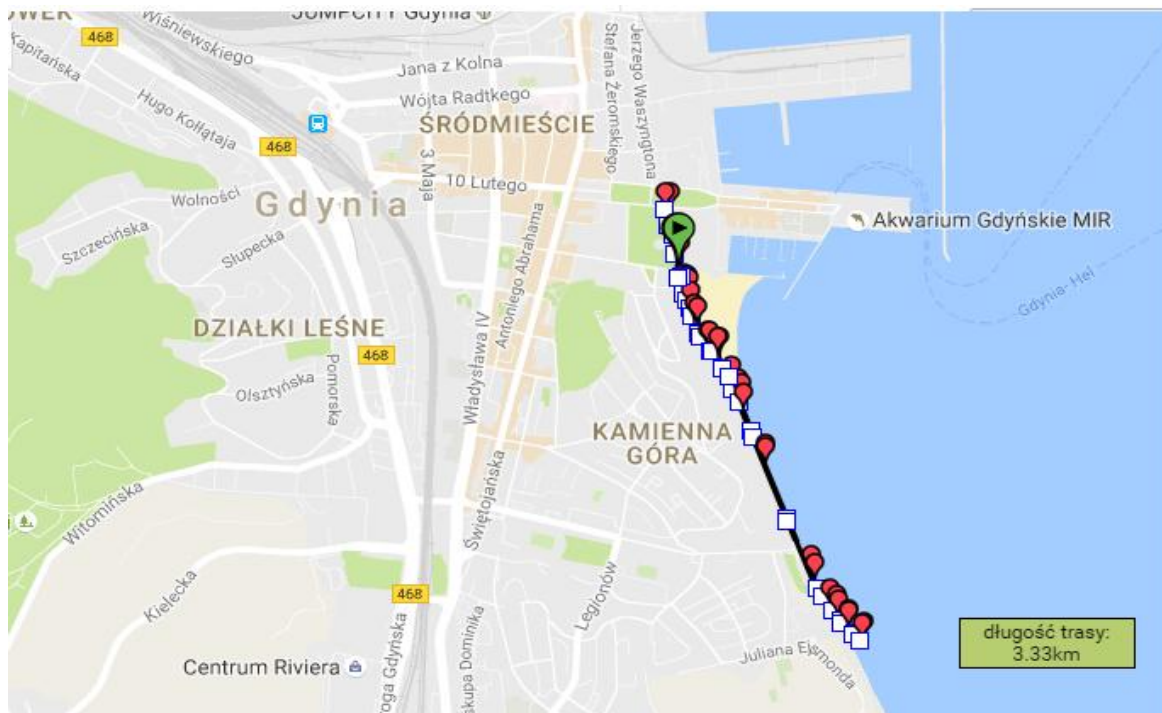 JUMPCITY Gdynia
468
Wiśniewskiego
Kapitańska
Jana z Kolna
Stefana Żeromskiego
Jerzego Waszyngtona
Wójta Radtkego
Hugo Kołłątaja
ŚRÓDMIEŚCIE
468
3 Maja
10 Lutego
Wolności
Gdynia
Akwarium Gdyńskie MIR
Szczecińska
Słupecka
Antoniego Abrahama
Gdynia-Hel
DZIAŁKI LEŚNE
Władysława IV
468
Pomorska
Olsztyńska
KAMIENNA
GÓRA
Świętojańska
Witomińska
Kielecka
Legionów
468
długość trasy:
3.33km
Centrum Riviera
Juliana Ejsmonda